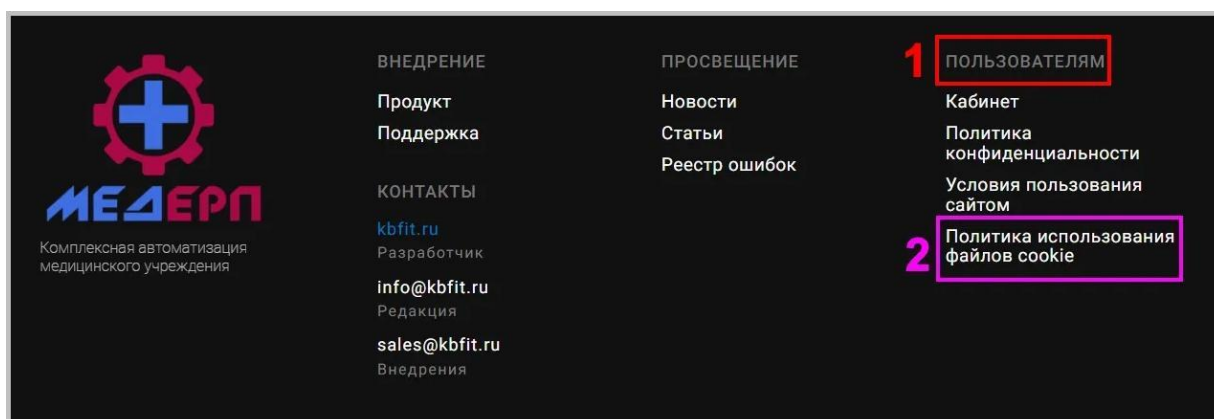 МЕДЕРП
Комплексная автоматизация
медицинского учреждения
ВНЕДРЕНИЕ
Продукт
Поддержка
КОНТАКТЫ
kbfit.ru
Разработчик
info@kbfit.ru
Редакция
sales@kbfit.ru
Внедрения
ПРОСВЕЩЕНИЕ
Новости
Статьи
Реестр ошибок
1 ПОЛЬЗОВАТЕЛЯМ
Кабинет
Политика
конфиденциальности
Условия пользования
сайтом
2 Политика использования
файлов cookie